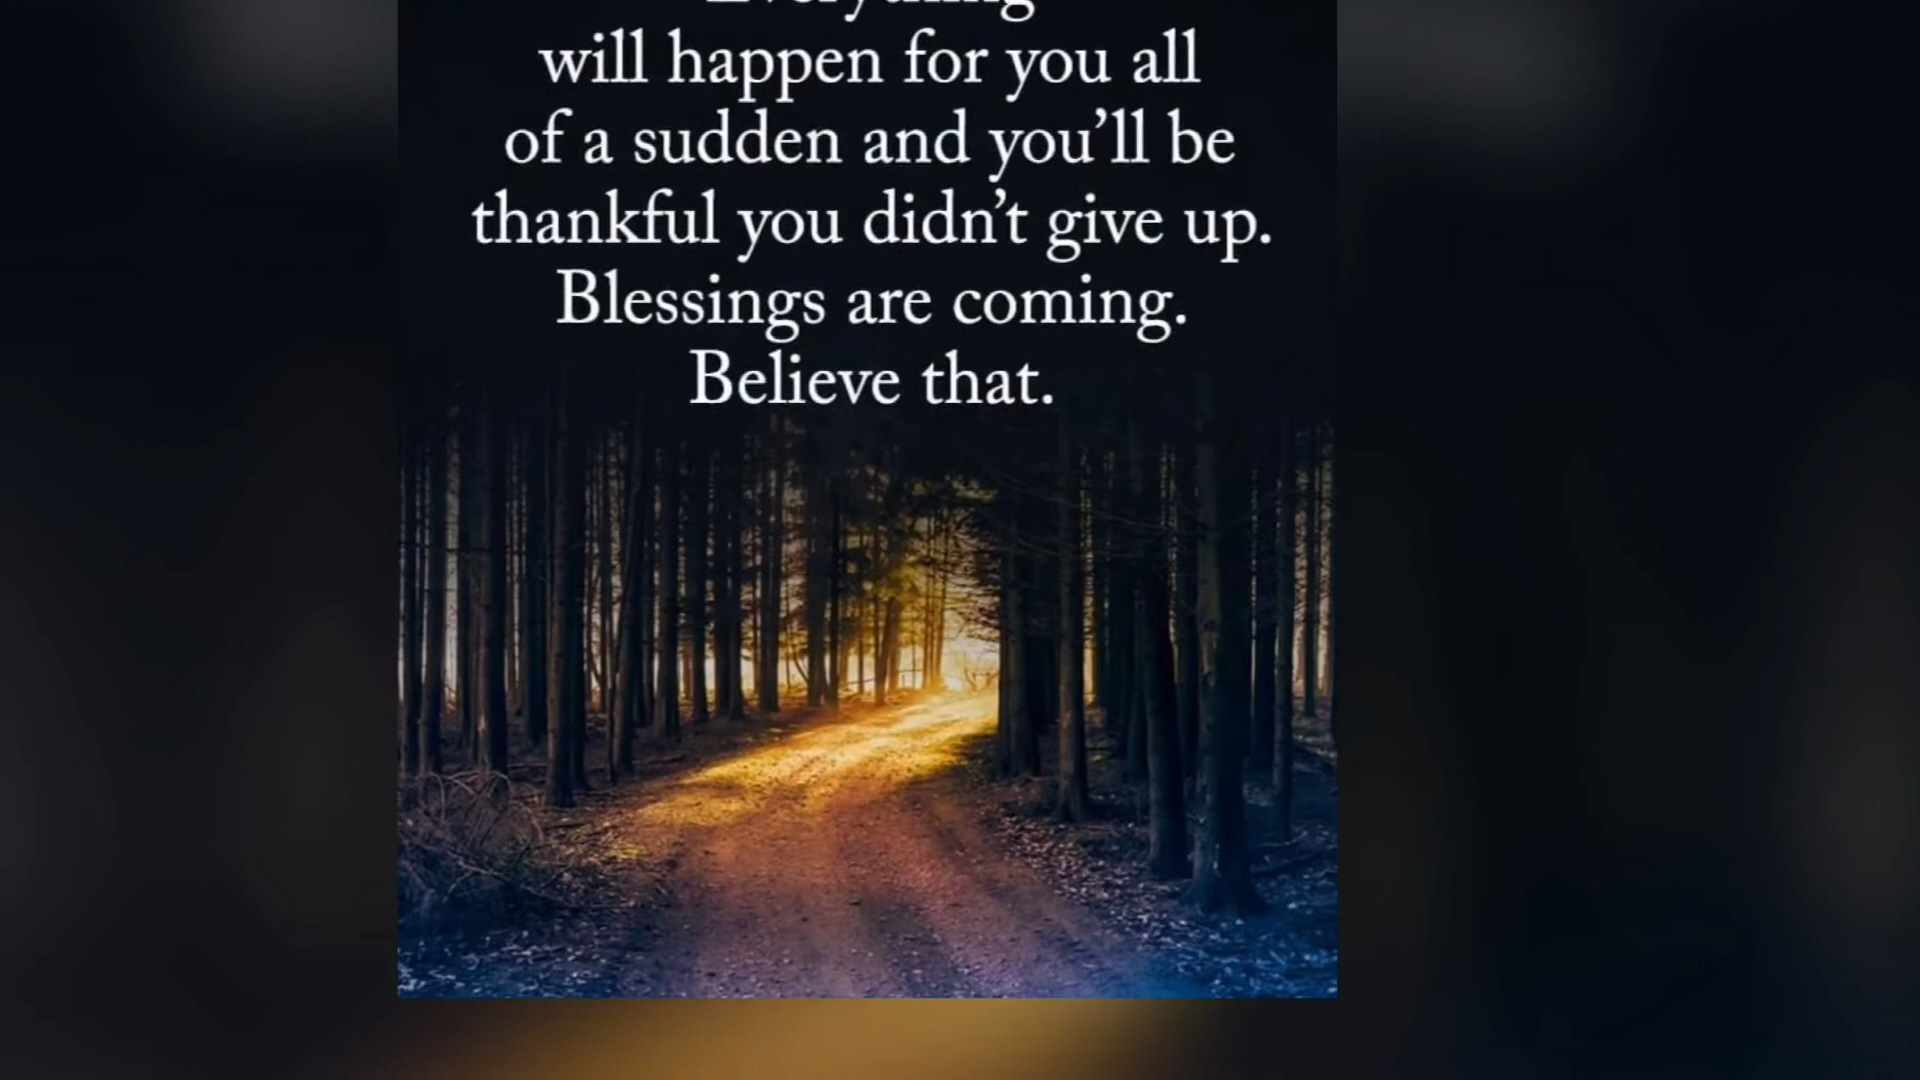 Everything
will happen for you all
of a sudden and you’ll be
thankful you didn’t give up.
Blessings are coming.
Believe that.